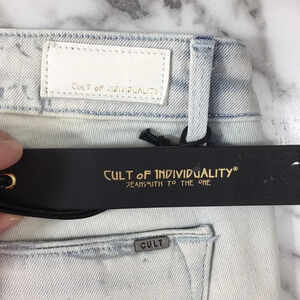 CULT OF INDIVIDUALITY
CULT OF INDIVIDUALITY®
JEANSMITH TO THE ONE
CULT